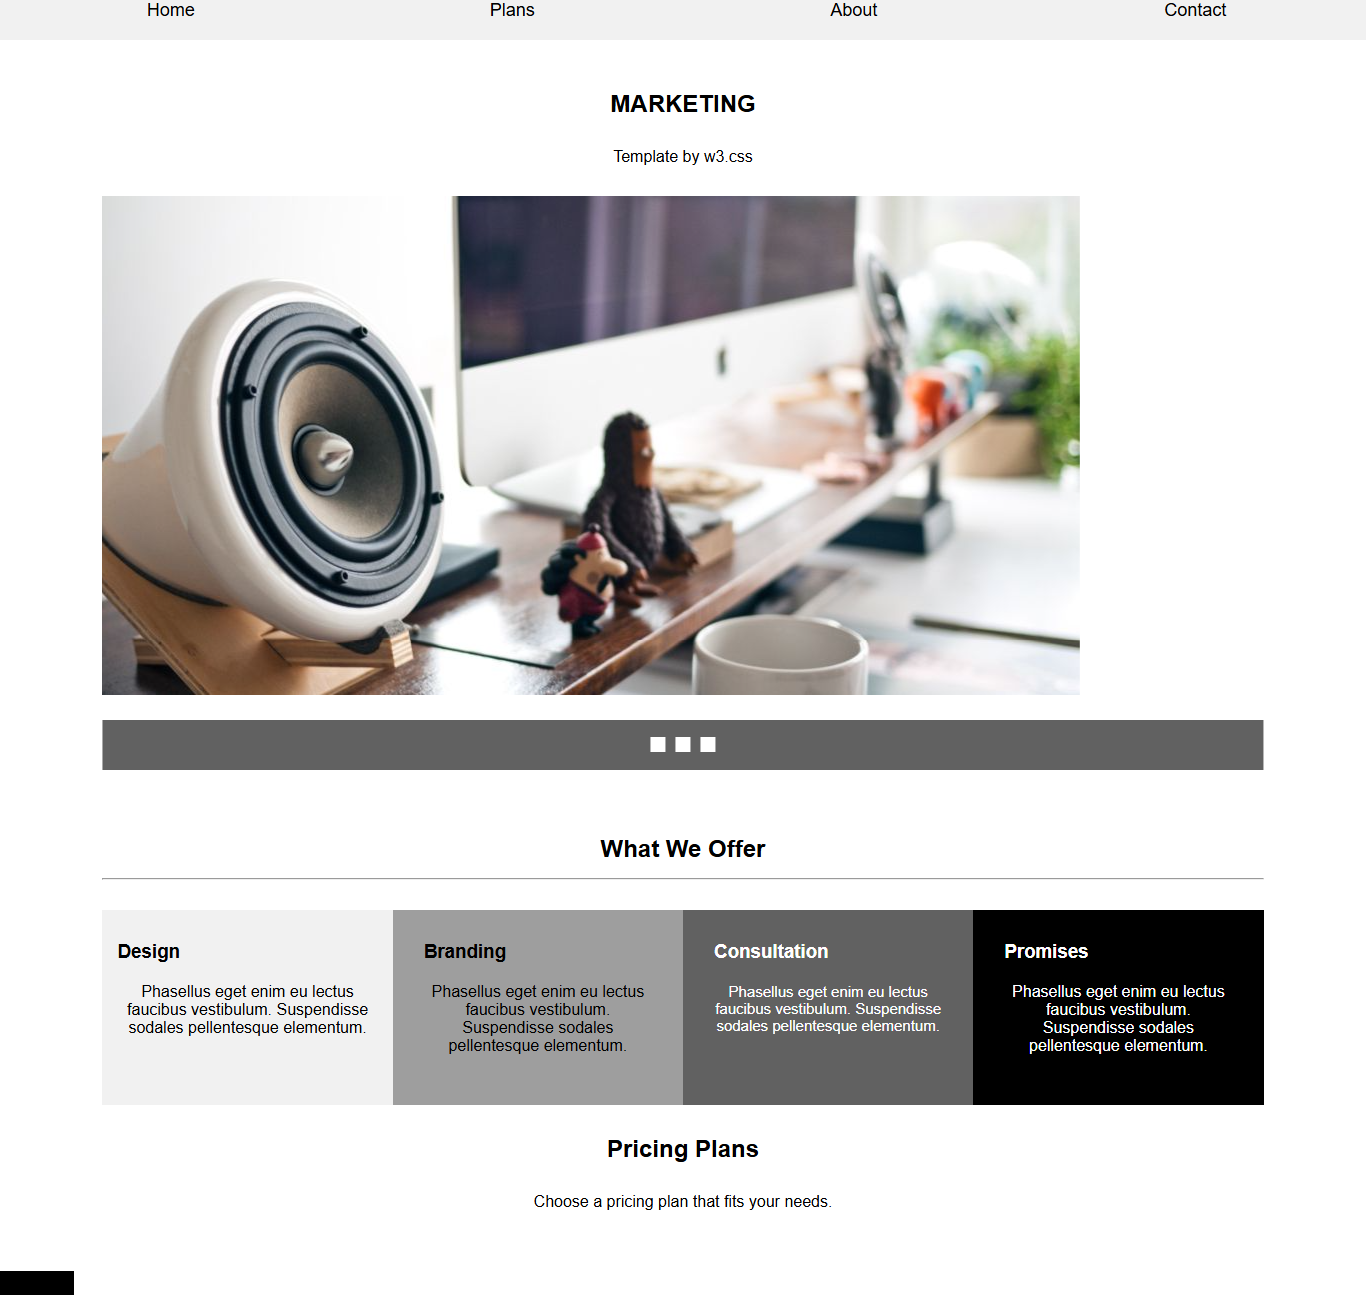 Home Plans About Contact
MARKETING
Template by w3.css
What We Offer
Design
Phasellus eget enim eu lectus
faucibus vestibulum. Suspendisse
sodales pellentesque elementum.
Branding
Phasellus eget enim eu lectus
faucibus vestibulum.
Suspendisse sodales
pellentesque elementum.
Consultation
Phasellus eget enim eu lectus
faucibus vestibulum. Suspendisse
sodales pellentesque elementum.
Promises
Phasellus eget enim eu lectus
faucibus vestibulum.
Suspendisse sodales
pellentesque elementum.
Pricing Plans
Choose a pricing plan that fits your needs.